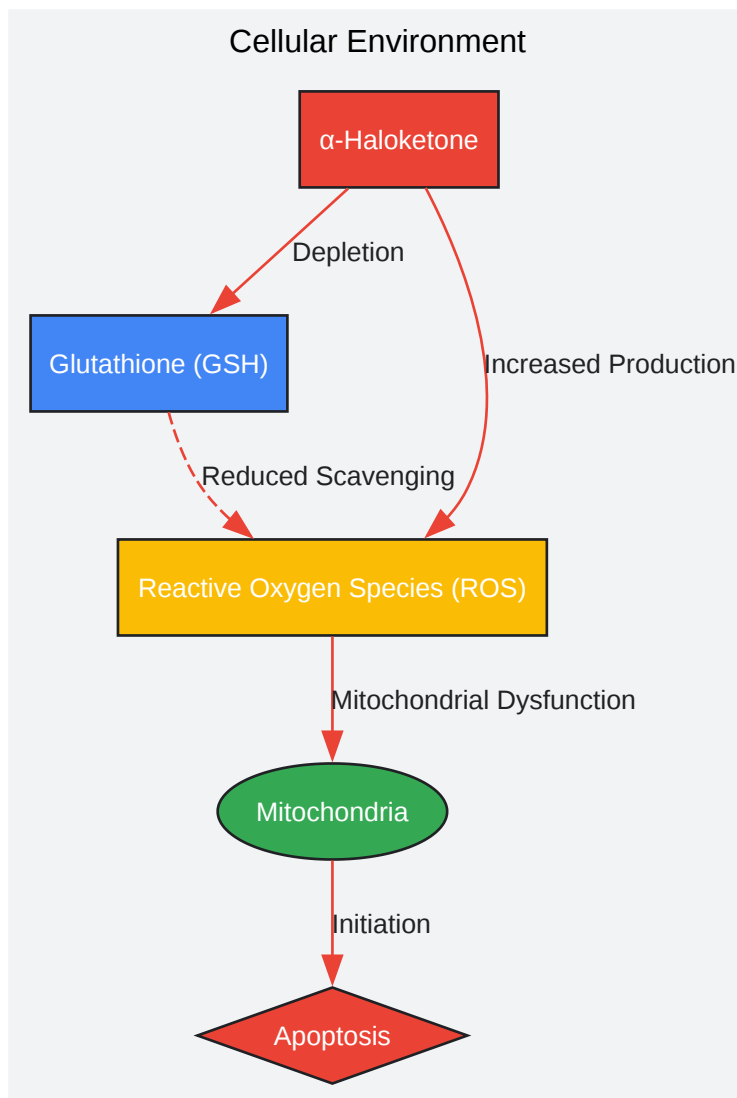 Cellular Environment
α-Haloketone
Depletion
Glutathione (GSH)
Increased Production
Reduced Scavenging
Reactive Oxygen Species (ROS)
Mitochondrial Dysfunction
Mitochondria
Initiation
Apoptosis